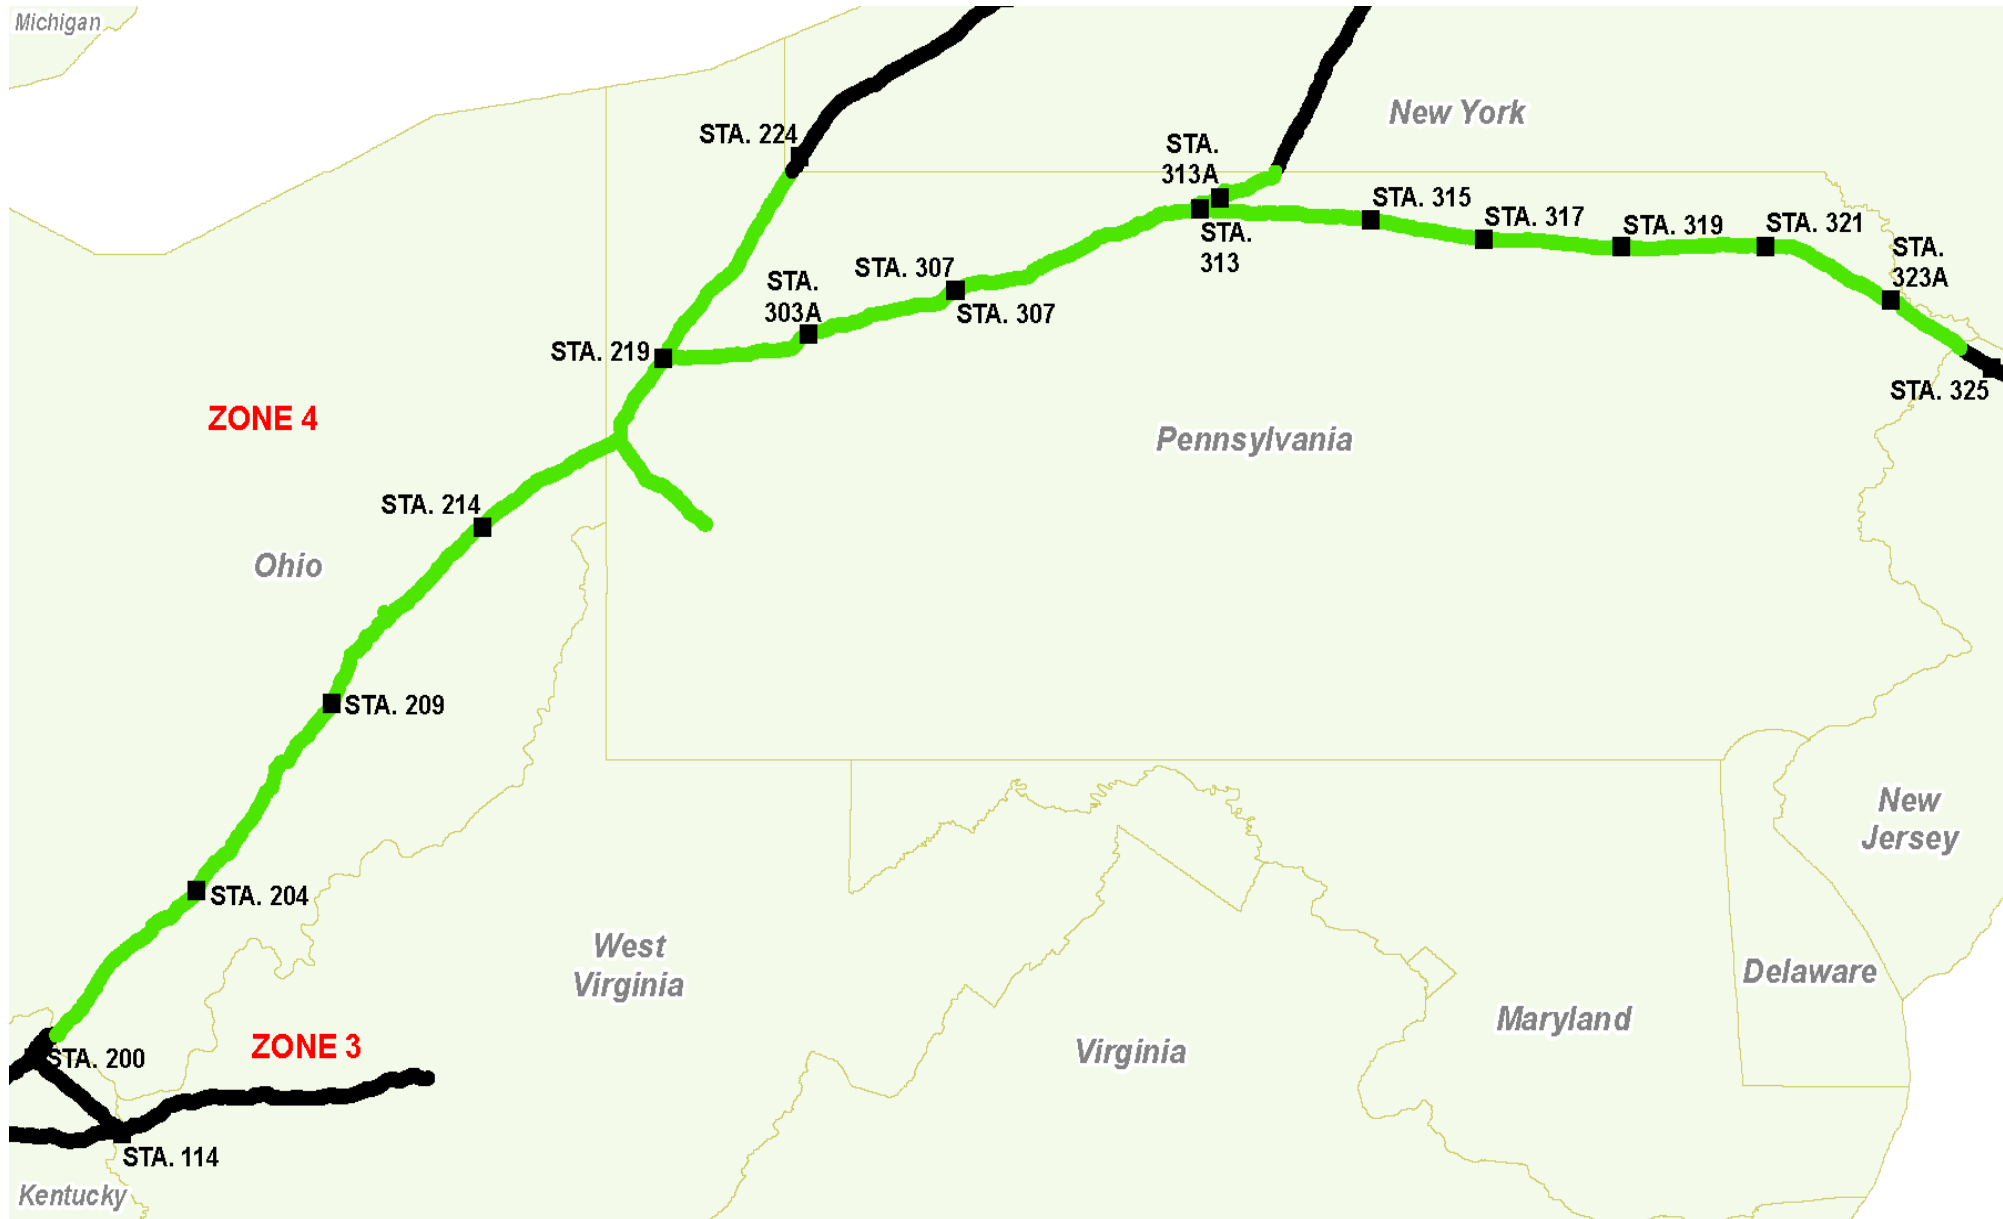 Michigan
New York
STA. 224
STA.
313A
STA. 315
STA. 317
STA. 319
STA. 321
STA.
313
STA.
323A
STA. 307
STA.
303A
STA. 307
STA. 219
STA. 325
ZONE 4
Pennsylvania
STA. 214
Ohio
STA. 209
New
Jersey
STA. 204
West
Virginia
Delaware
Maryland
ZONE 3
Virginia
STA. 200
STA. 114
Kentucky